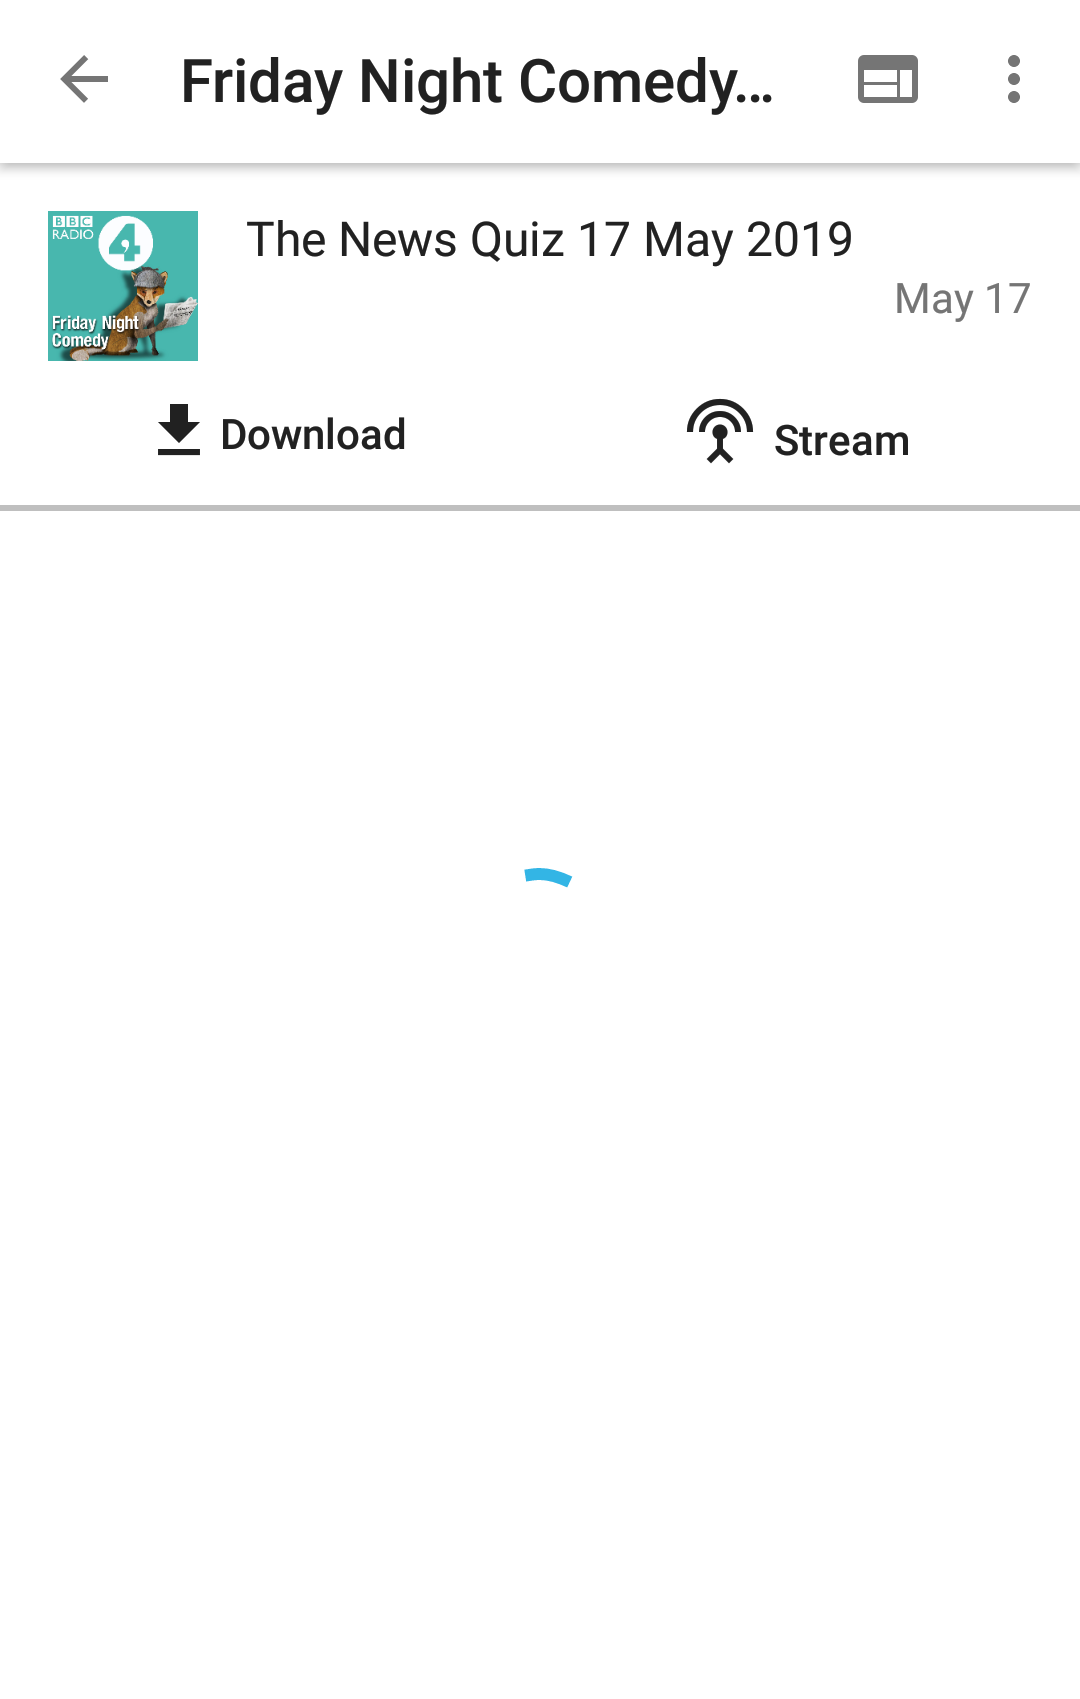 Friday Night Comedy...
BBC
RADIO
4
Friday Night
Comedy
The News Quiz 17 May 2019
May 17
Download
Stream